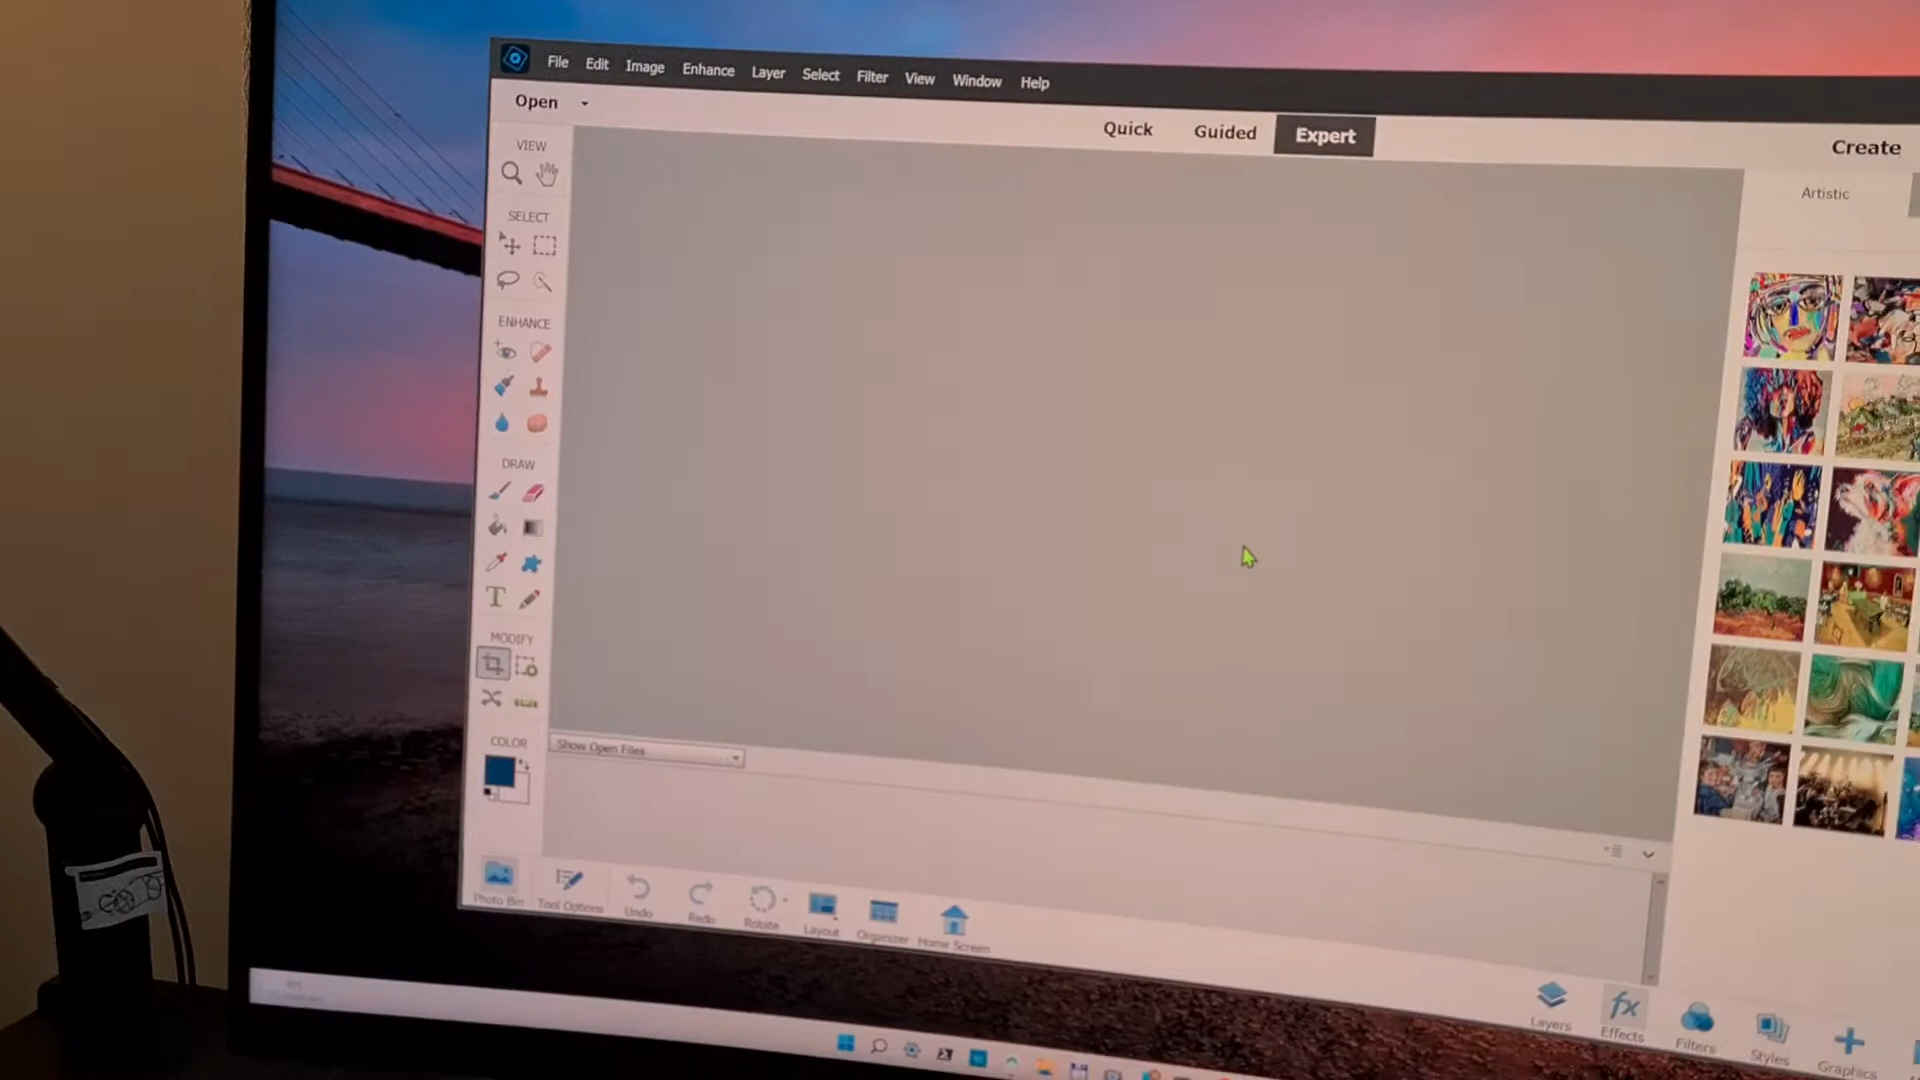 File Edit Image Enhance Layer Select Filter View Window Help
Open
Quick Guided Expert
Create
VIEW
Artistic
SELECT
ENHANCE
DRAW
T
MODIFY
COLOR
Show Open Files
Photo Bin Tool Options Undo Redo Rotate Layout Organizer Home Screen
Layers fx Effects Filters Styles Graphics